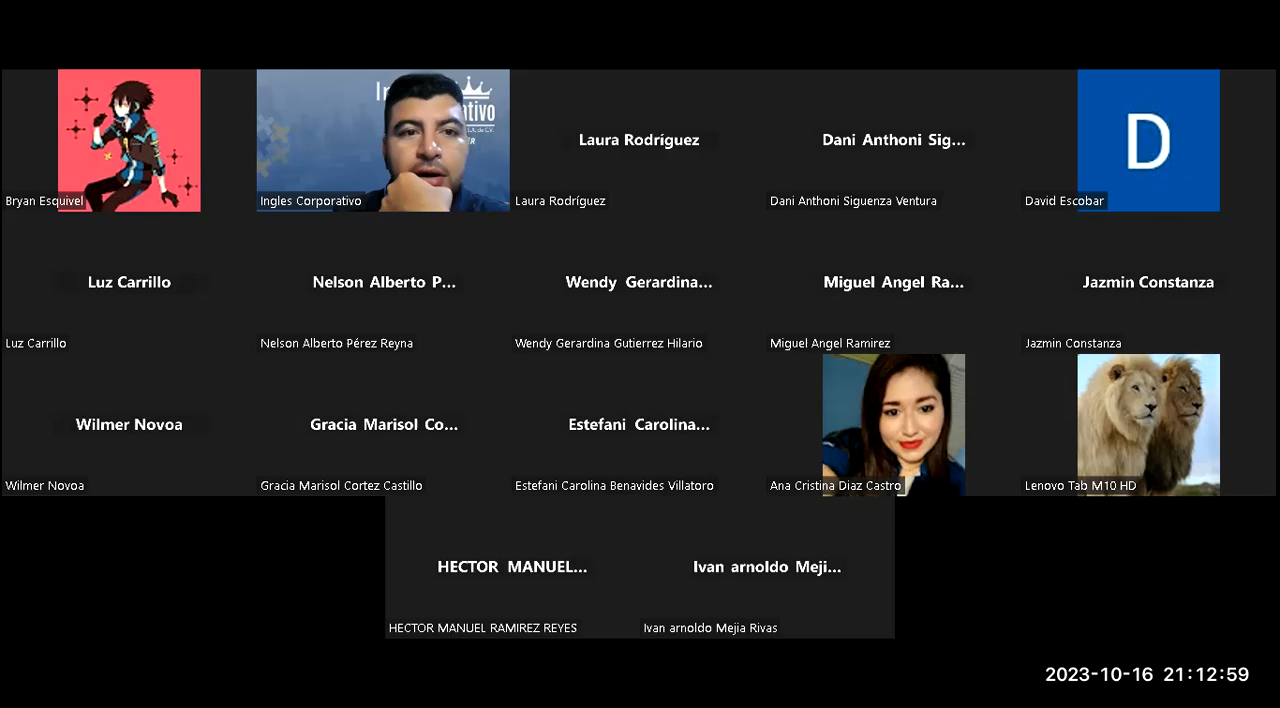 In
tivo
S.A. de C.V.
ER
Laura Rodríguez
Dani Anthoni Sig...
D
Bryan Esquivel
Ingles Corporativo
Laura Rodríguez
Dani Anthoni Siguenza Ventura
David Escobar
Luz Carrillo
Nelson Alberto P...
Wendy Gerardina...
Miguel Angel Ra...
Jazmin Constanza
Luz Carrillo
Nelson Alberto Pérez Reyna
Wendy Gerardina Gutierrez Hilario
Miguel Angel Ramirez
Jazmin Constanza
Wilmer Novoa
Gracia Marisol Co...
Estefani Carolina...
Wilmer Novoa
Gracia Marisol Cortez Castillo
Estefani Carolina Benavides Villatoro
Ana Cristina Diaz Castro
Lenovo Tab M10 HD
HECTOR MANUEL...
Ivan arnoldo Meji...
HECTOR MANUEL RAMIREZ REYES
Ivan arnoldo Mejia Rivas
2023-10-16 21:12:59